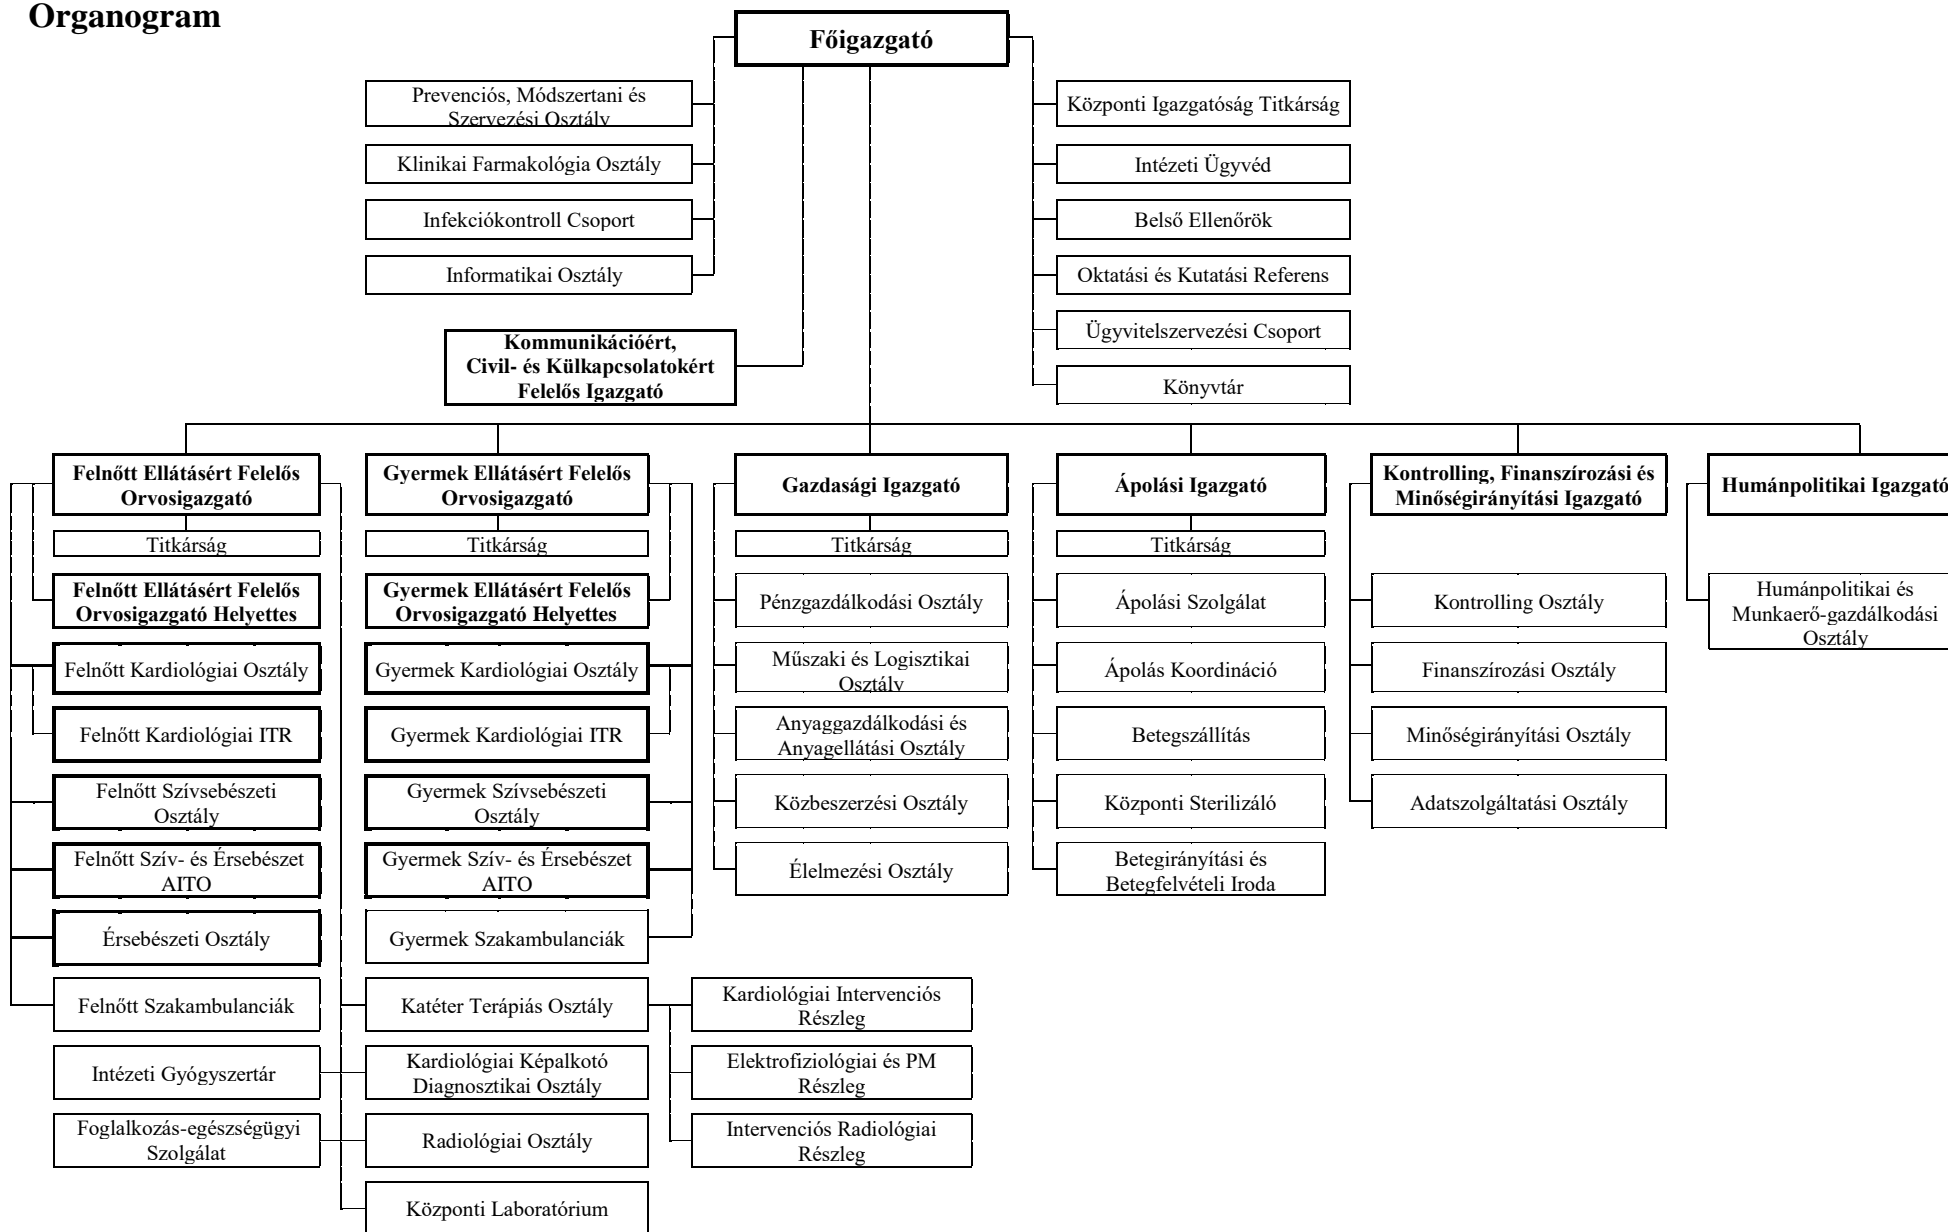 Organogram
Főigazgató
Prevenciós, Módszertani és
Szervezési Osztály
Klinikai Farmakológia Osztály
Infekciókontroll Csoport
Informatikai Osztály
Központi Igazgatóság Titkárság
Intézeti Ügyvéd
Belső Ellenőrök
Oktatási és Kutatási Referens
Ügyvitelszervezési Csoport
Könyvtár
Kommunikációért,
Civil- és Külkapcsolatokért
Felelős Igazgató
Felnőtt Ellátásért Felelős
Orvosigazgató
Titkárság
Felnőtt Ellátásért Felelős
Orvosigazgató Helyettes
Felnőtt Kardiológiai Osztály
Felnőtt Kardiológiai ITR
Felnőtt Szívsebészeti
Osztály
Felnőtt Szív- és Érsebészet
AITO
Érsebészeti Osztály
Felnőtt Szakambulanciák
Intézeti Gyógyszertár
Foglalkozás-egészségügyi
Szolgálat
Gyermek Ellátásért Felelős
Orvosigazgató
Titkárság
Gyermek Ellátásért Felelős
Orvosigazgató Helyettes
Gyermek Kardiológiai Osztály
Gyermek Kardiológiai ITR
Gyermek Szívsebészeti
Osztály
Gyermek Szív- és Érsebészet
AITO
Gyermek Szakambulanciák
Katéter Terápiás Osztály
Kardiológiai Képalkotó
Diagnosztikai Osztály
Radiológiai Osztály
Központi Laboratórium
Kardiológiai Intervenciós
Részleg
Elektrofiziológiai és PM
Részleg
Intervenciós Radiológiai
Részleg
Gazdasági Igazgató
Titkárság
Pénzgazdálkodási Osztály
Műszaki és Logisztikai
Osztály
Anyaggazdálkodási és
Anyagellátási Osztály
Közbeszerzési Osztály
Élelmezési Osztály
Ápolási Igazgató
Titkárság
Ápolási Szolgálat
Ápolás Koordináció
Betegszállítás
Központi Sterilizáló
Betegirányítási és
Betegfelvételi Iroda
Kontrolling, Finanszírozási és
Minőségirányítási Igazgató
Kontrolling Osztály
Finanszírozási Osztály
Minőségirányítási Osztály
Adatszolgáltatási Osztály
Humánpolitikai Igazgató
Humánpolitikai és
Munkaerő-gazdálkodási
Osztály